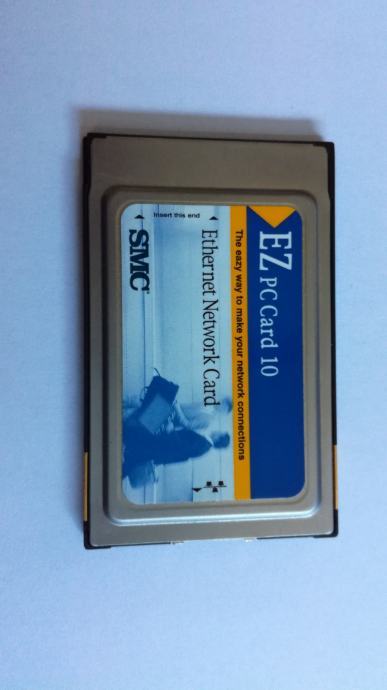 EZ PC Card 10
The eazy way to make your network connections
Ethernet Network Card
Insert this end
SMC